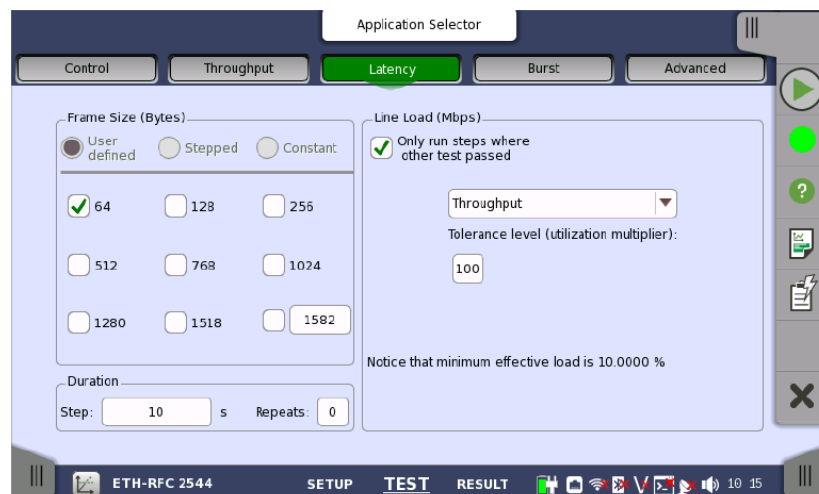 Application Selector
Control Throughput Latency Burst Advanced
Frame Size (Bytes)
User defined
Stepped
Constant
64 128 256
512 768 1024
1280 1518 1582
Duration
Step: 10 s Repeats: 0
Line Load (Mbps)
Only run steps where
other test passed
Throughput
Tolerance level (utilization multiplier):
100
Notice that minimum effective load is 10.0000 %
ETH-RFC 2544 SETUP TEST RESULT 10 15